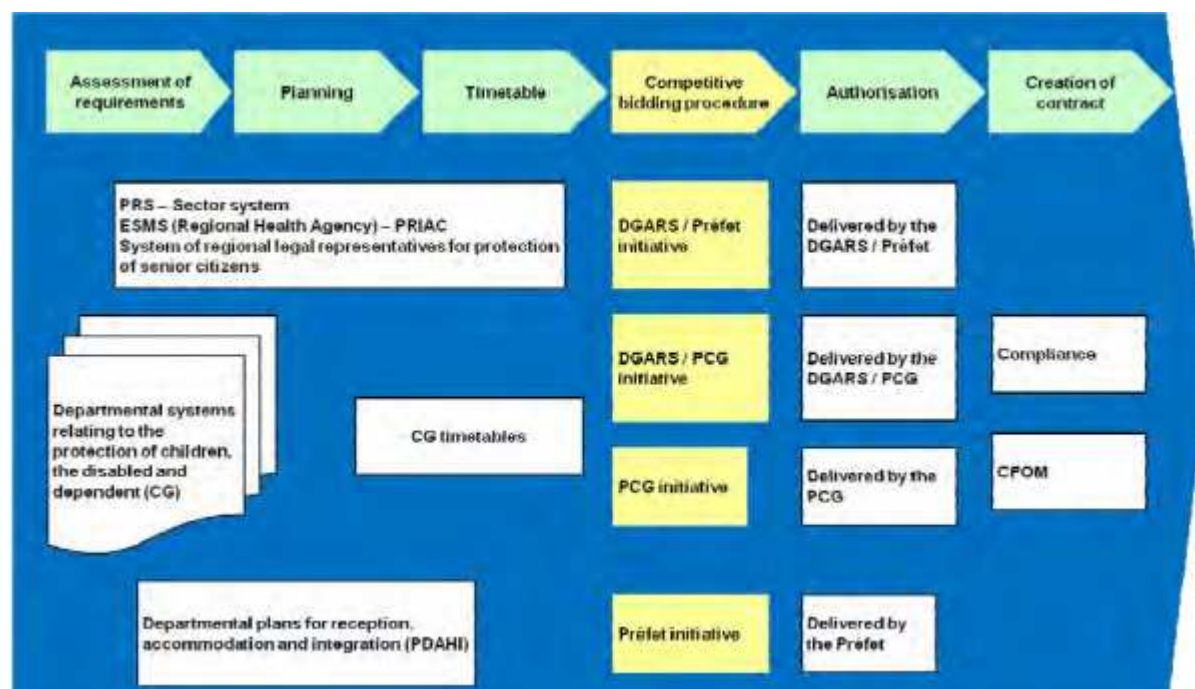 Assessment of
requirements
Planning
Timetable
Competitive
bidding procedure
Authorisation
Creation of
contract
PRS – Sector system
ESMS (Regional Health Agency) – PRIAC
System of regional legal representatives for protection
of senior citizens
DGARS / Préfet
initiative
Delivered by the
DGARS / Préfet
Departmental systems
relating to the
protection of children,
the disabled and
dependent (CG)
CG timetables
DGARS / PCG
initiative
Delivered by the
DGARS / PCG
Compliance
PCG initiative
Delivered by the
PCG
CPOM
Departmental plans for reception,
accommodation and integration (PDAHI)
Préfet initiative
Delivered by
the Préfet